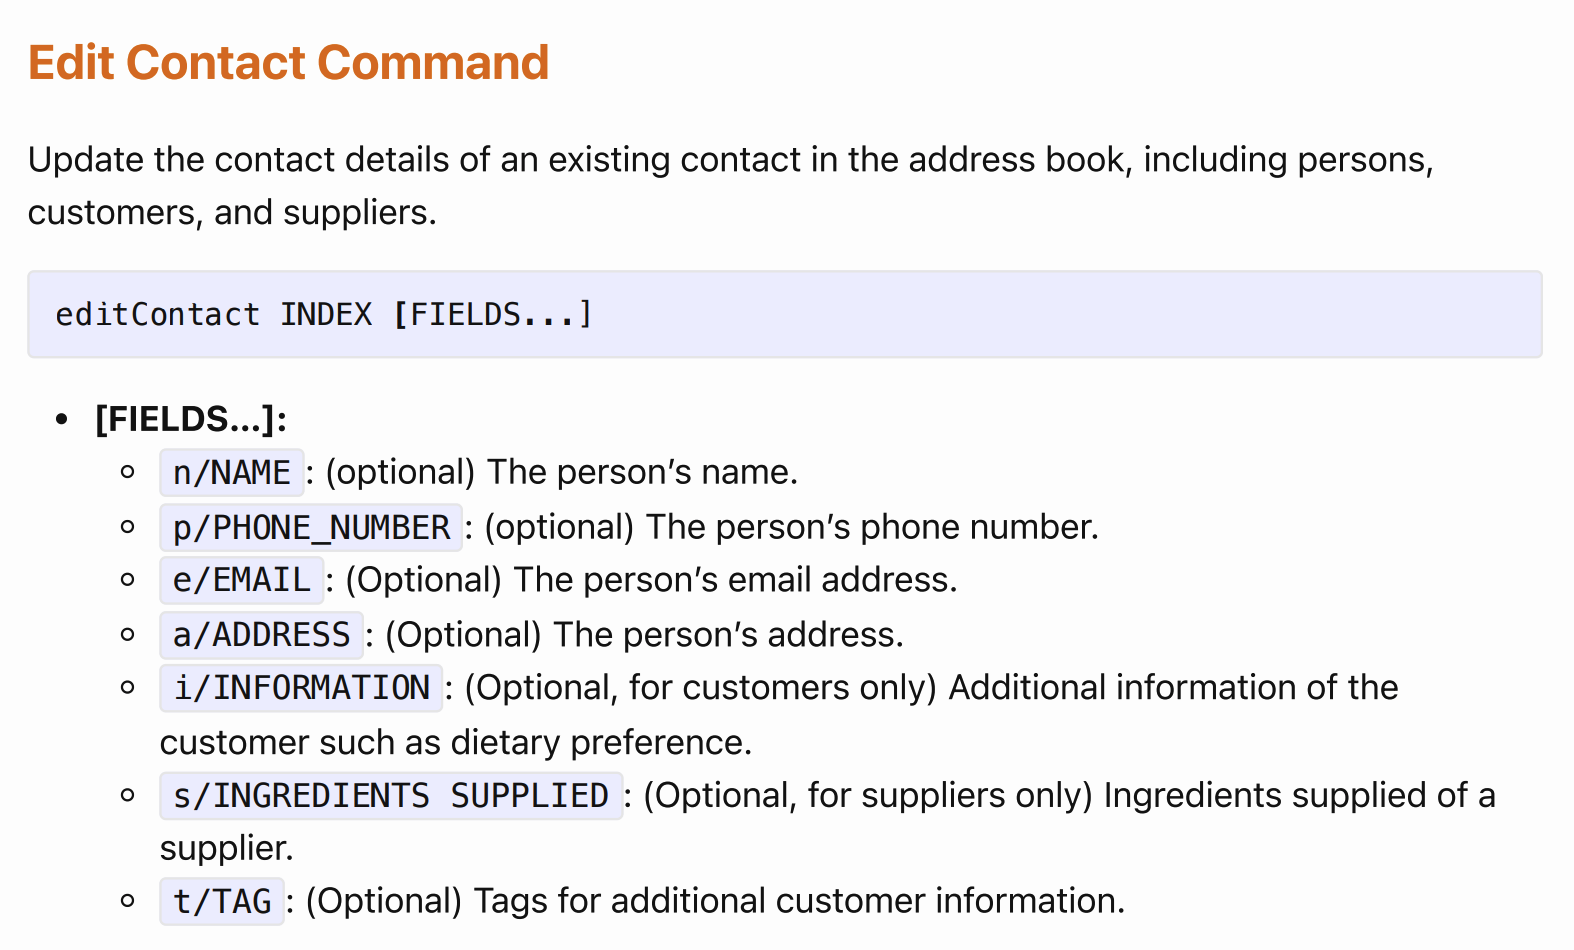 Edit Contact Command
Update the contact details of an existing contact in the address book, including persons,
customers, and suppliers.
editContact INDEX [FIELDS...]
• [FIELDS...]:
◦ n/NAME : (optional) The person’s name.
◦ p/PHONE_NUMBER : (optional) The person’s phone number.
◦ e/EMAIL : (Optional) The person’s email address.
◦ a/ADDRESS : (Optional) The person’s address.
◦ i/INFORMATION : (Optional, for customers only) Additional information of the
customer such as dietary preference.
◦ s/INGREDIENTS SUPPLIED : (Optional, for suppliers only) Ingredients supplied of a
supplier.
◦ t/TAG : (Optional) Tags for additional customer information.